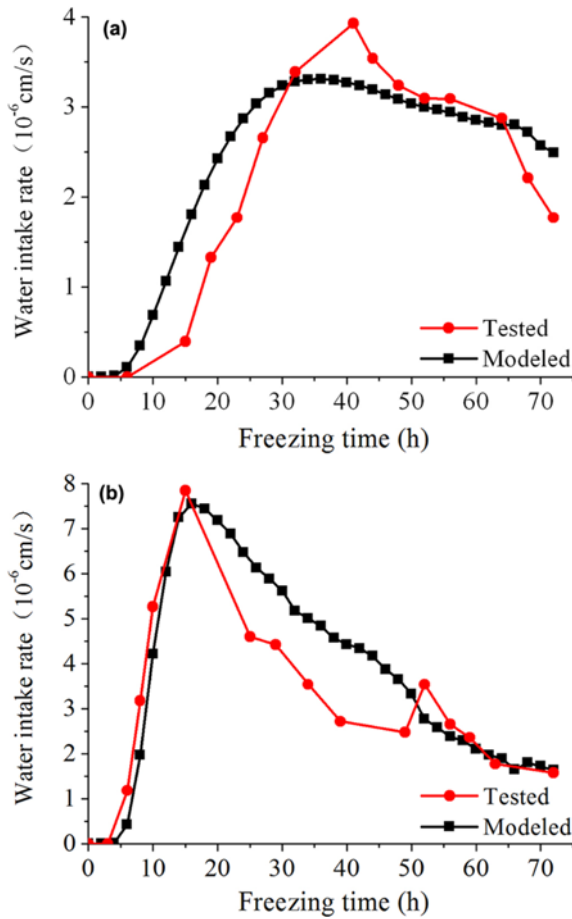 (a)
Water intake rate（10⁻⁶cm/s）
4
3
2
1
0
Tested
Modeled
0 10 20 30 40 50 60 70
Freezing time (h)
(b)
Water intake rate（10⁻⁶cm/s）
8
7
6
5
4
3
2
1
0
Tested
Modeled
0 10 20 30 40 50 60 70
Freezing time (h)